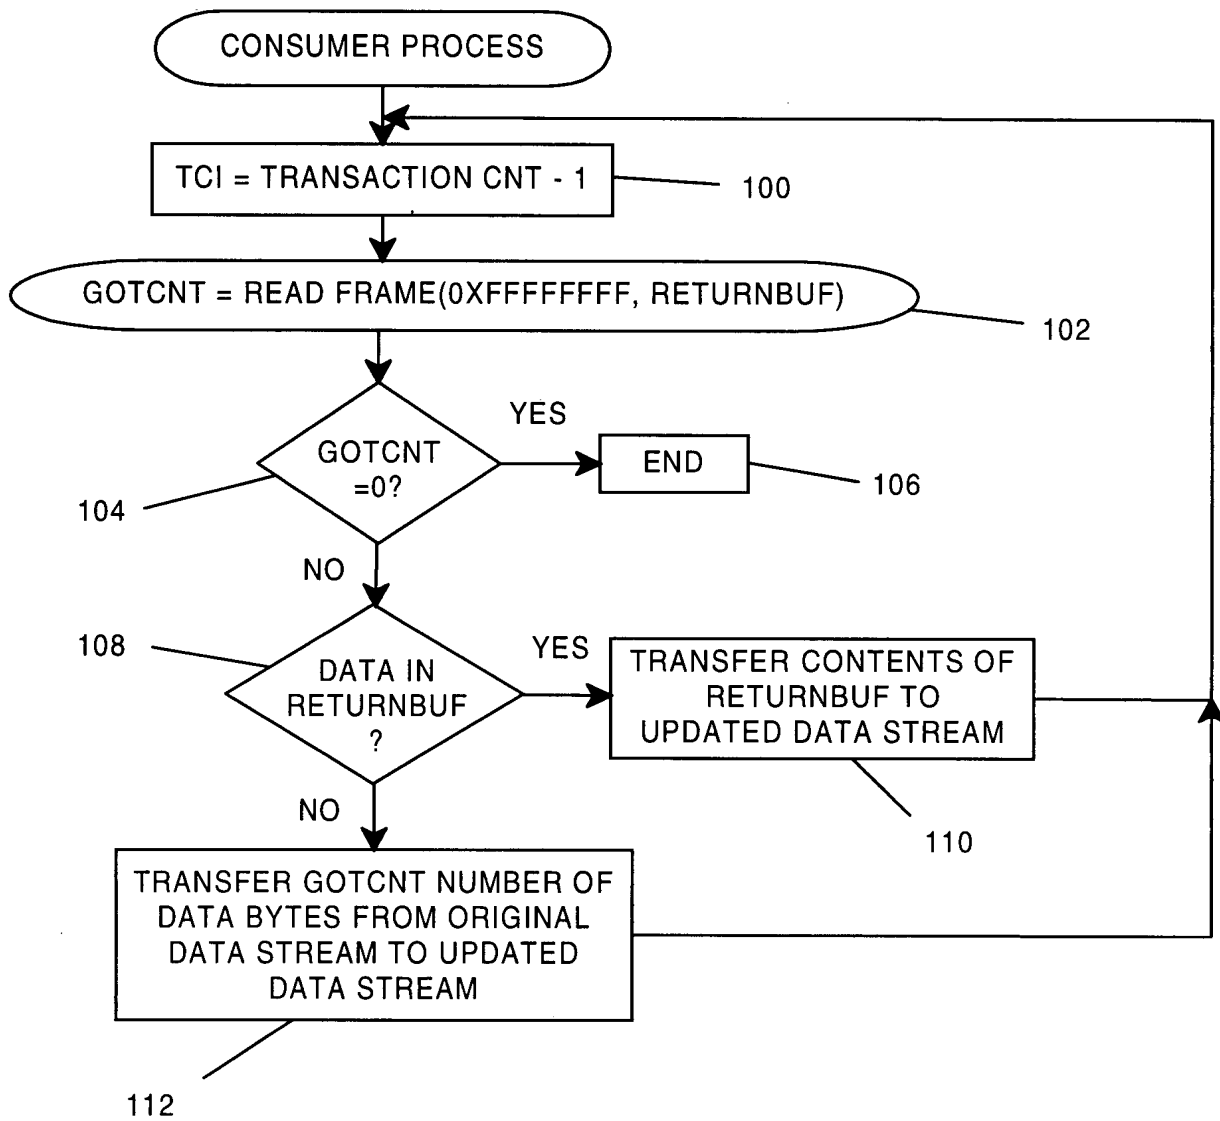 CONSUMER PROCESS
TCI = TRANSACTION CNT - 1
100
GOTCNT = READ FRAME(0XFFFFFFFF, RETURNBUF)
102
YES
GOTCNT
=0?
END
104
106
NO
108
YES
DATA IN
RETURNBUF
?
TRANSFER CONTENTS OF
RETURNBUF TO
UPDATED DATA STREAM
NO
110
TRANSFER GOTCNT NUMBER OF
DATA BYTES FROM ORIGINAL
DATA STREAM TO UPDATED
DATA STREAM
112